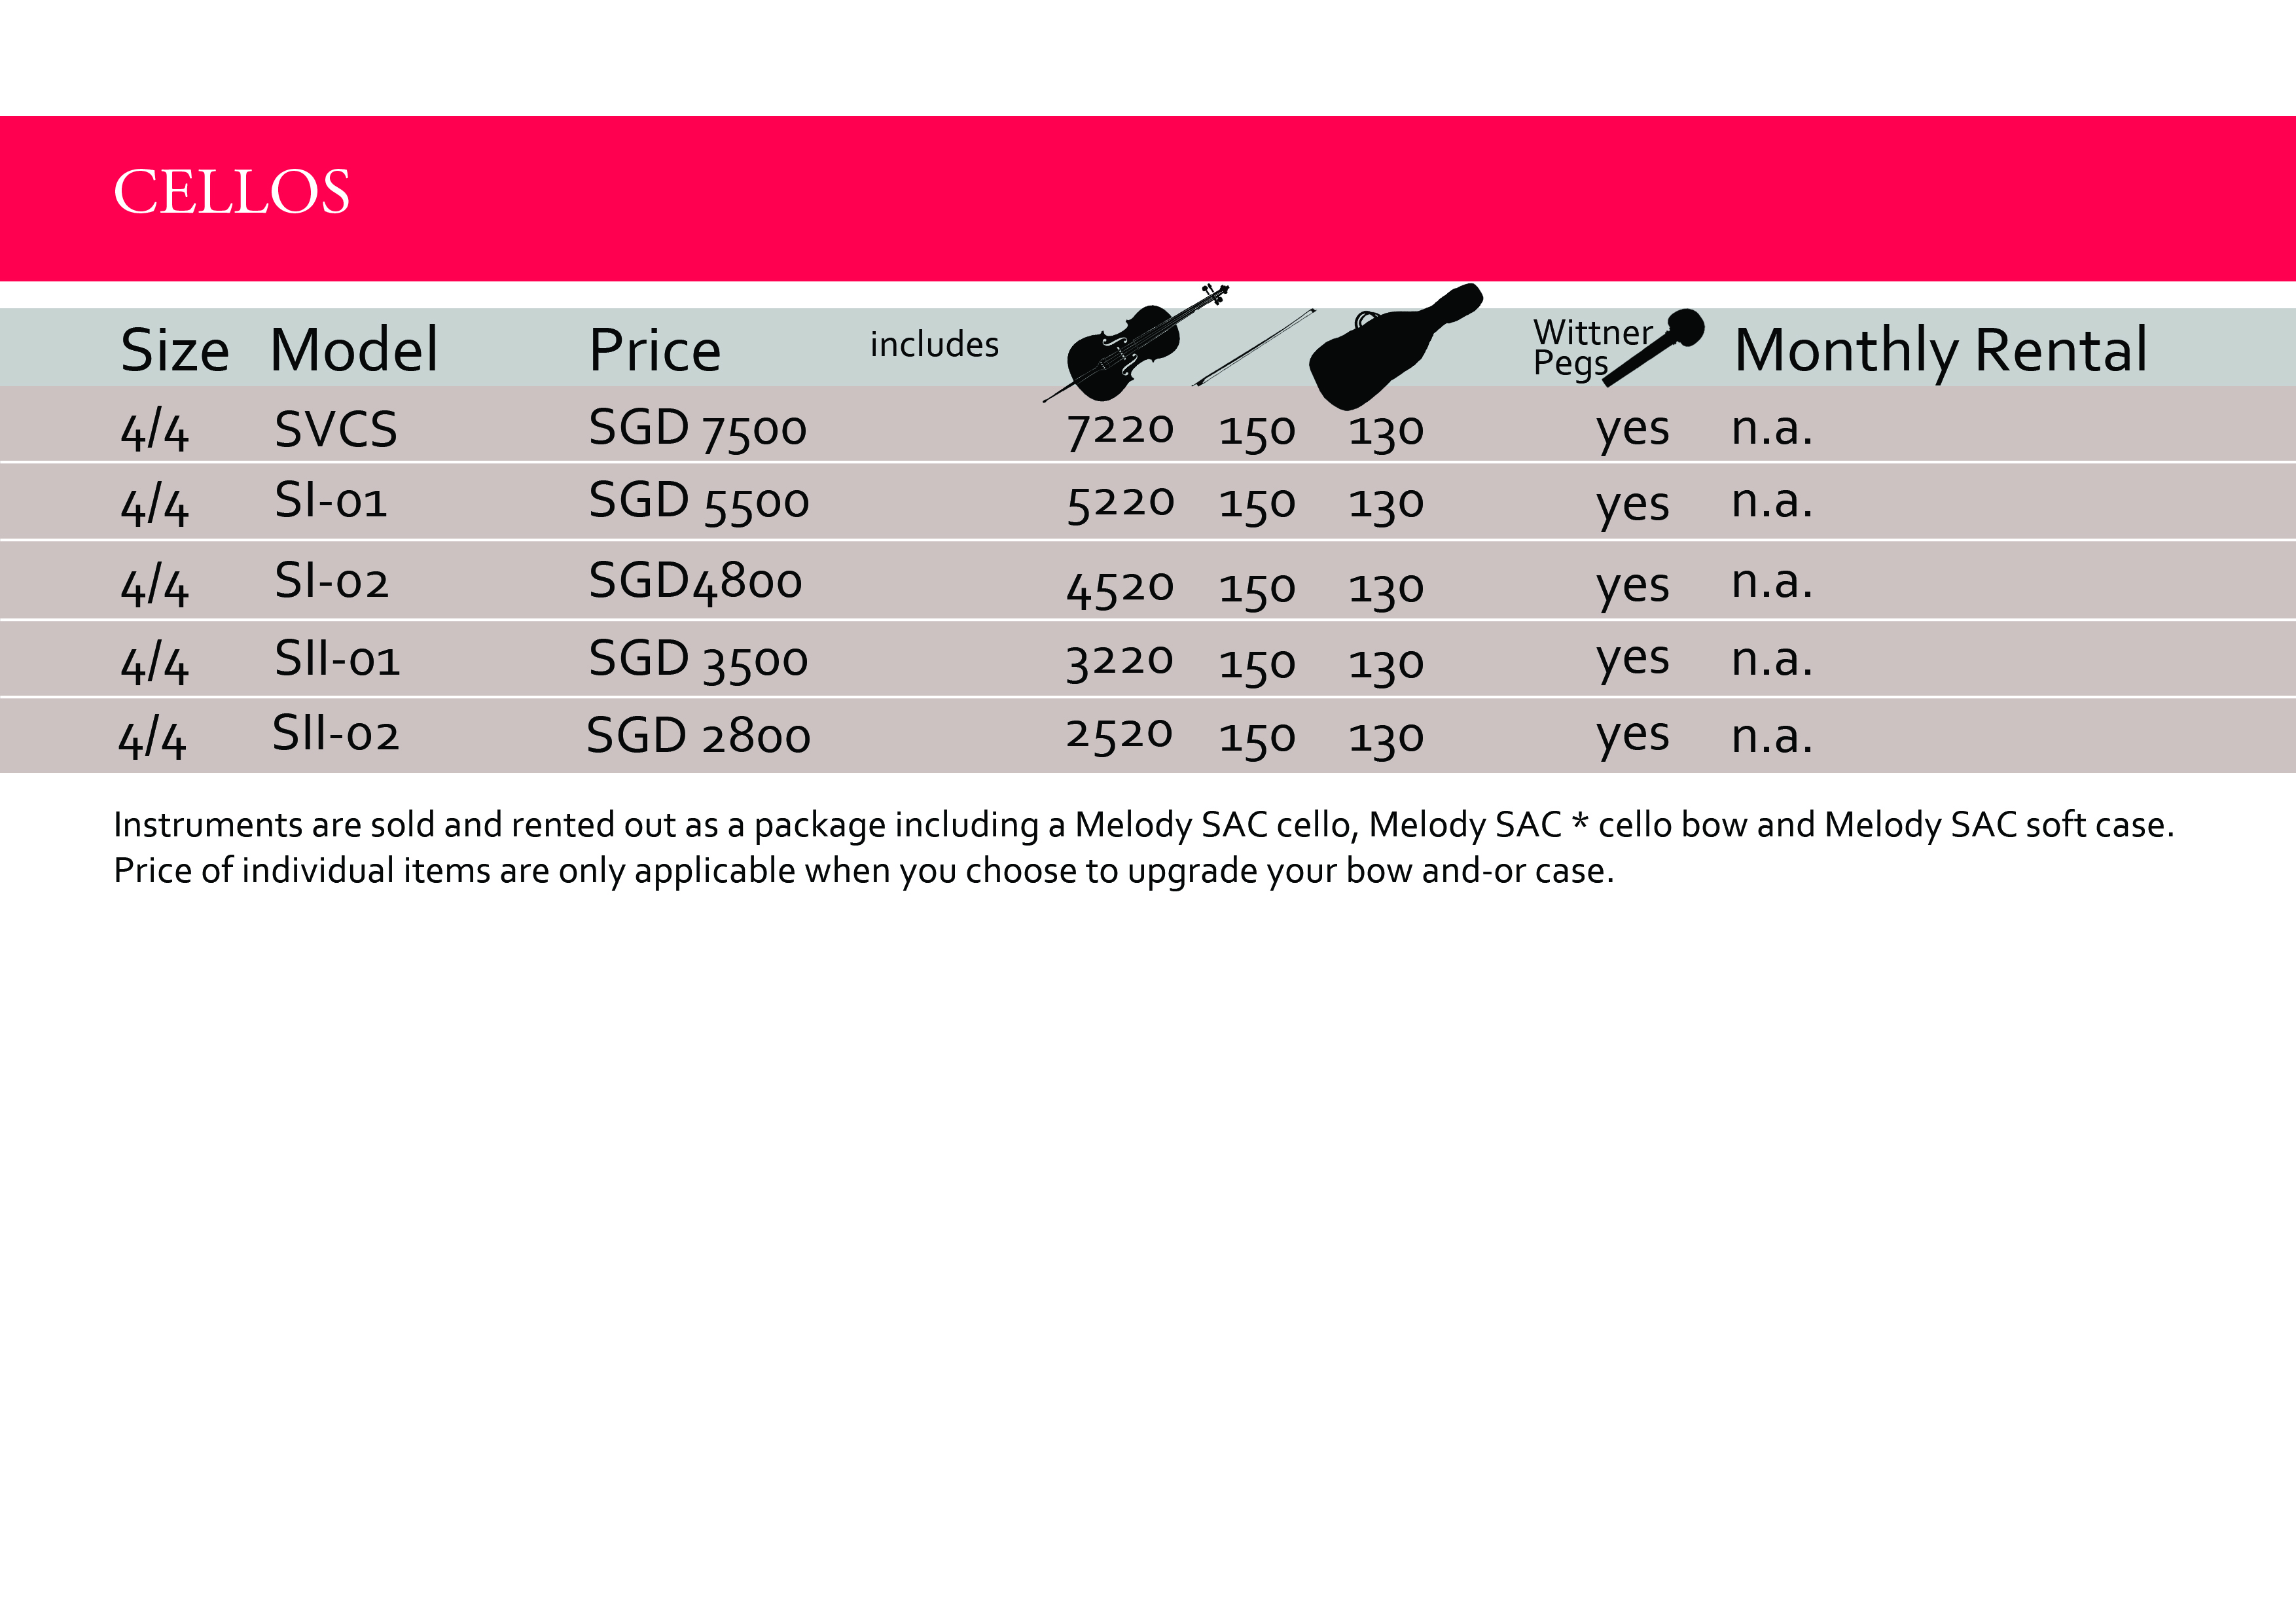 CELLOS
Size Model Price includes Wittner Pegs Monthly Rental
4/4 SVCS SGD 7500 7220 150 130 yes n.a.
4/4 SI-01 SGD 5500 5220 150 130 yes n.a.
4/4 SI-02 SGD4800 4520 150 130 yes n.a.
4/4 SII-01 SGD 3500 3220 150 130 yes n.a.
4/4 SII-02 SGD 2800 2520 150 130 yes n.a.
Instruments are sold and rented out as a package including a Melody SAC cello, Melody SAC * cello bow and Melody SAC soft case.
Price of individual items are only applicable when you choose to upgrade your bow and-or case.